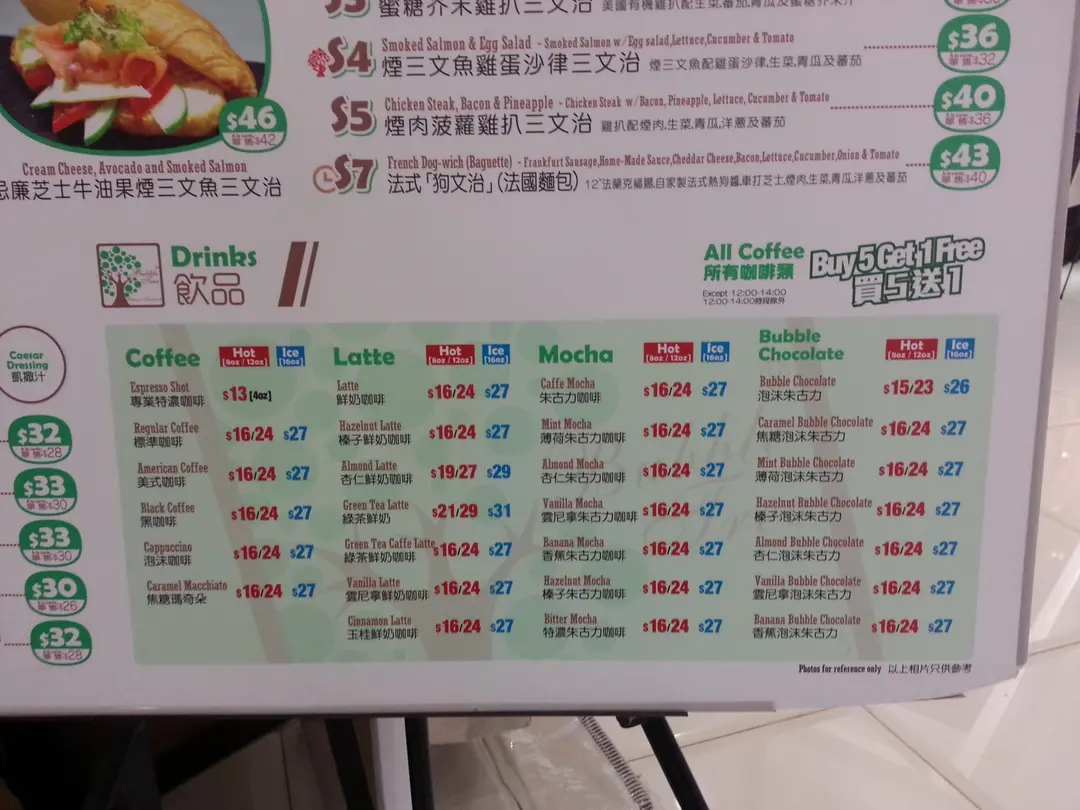 S3 蜜糖芥末雞扒三文治
Smoked Salmon & Egg Salad - Smoked Salmon w/Egg salad,Lettuce,Cucumber & Tomato
S4 煙三文魚雞蛋沙律三文治 煙三文魚配雞蛋沙律,生菜,青瓜及蕃茄
$36
單售$32
Chicken Steak, Bacon & Pineapple - Chicken Steak w/Bacon, Pineapple, Lettuce, Cucumber & Tomato
S5 煙肉菠蘿雞扒三文治 雞扒配煙肉,生菜,青瓜,洋蔥及蕃茄
$40
單售$36
French Dog-wich (Baguette) - Frankfurt Sausage,Home-Made Sauce,Cheddar Cheese,Bacon,Lettuce,Cucumber,Onion & Tomato
S7 法式「狗文治」(法國麵包)
$43
單售$40
$46
單售$42
Cream Cheese, Avocado and Smoked Salmon
忌廉芝士牛油果煙三文魚三文治
Drinks
飲品
All Coffee
所有咖啡類
Except 12:00-14:00
12:00-14:00時段除外
Buy 5 Get 1 Free
買5送1
Caesar
Dressing
凱撒汁
$32
單售$28
$33
單售$30
$33
單售$30
$30
單售$26
$32
單售$28
Coffee Hot [8oz / 12oz] Ice [16oz]
Espresso Shot
專業特濃咖啡 $13 [4oz]
Regular Coffee
標準咖啡 $16/24 $27
American Coffee
美式咖啡 $16/24 $27
Black Coffee
黑咖啡 $16/24 $27
Cappuccino
泡沫咖啡 $16/24 $27
Caramel Macchiato
焦糖瑪奇朵 $16/24 $27
Latte Hot [8oz / 12oz] Ice [16oz]
Latte
鮮奶咖啡 $16/24 $27
Hazelnut Latte
榛子鮮奶咖啡 $16/24 $27
Almond Latte
杏仁鮮奶咖啡 $19/27 $29
Green Tea Latte
綠茶鮮奶 $21/29 $31
Green Tea Caffe Latte
綠茶鮮奶咖啡 $16/24 $27
Vanilla Latte
雲尼拿鮮奶咖啡 $16/24 $27
Cinnamon Latte
玉桂鮮奶咖啡 $16/24 $27
Mocha Hot [8oz / 12oz] Ice [16oz]
Caffe Mocha
朱古力咖啡 $16/24 $27
Mint Mocha
薄荷朱古力咖啡 $16/24 $27
Almond Mocha
杏仁朱古力咖啡 $16/24 $27
Vanilla Mocha
雲尼拿朱古力咖啡 $16/24 $27
Banana Mocha
香蕉朱古力咖啡 $16/24 $27
Hazelnut Mocha
榛子朱古力咖啡 $16/24 $27
Bitter Mocha
特濃朱古力咖啡 $16/24 $27
Bubble
Chocolate Hot [8oz / 12oz] Ice [16oz]
Bubble Chocolate
泡沫朱古力 $15/23 $26
Caramel Bubble Chocolate
焦糖泡沫朱古力 $16/24 $27
Mint Bubble Chocolate
薄荷泡沫朱古力 $16/24 $27
Hazelnut Bubble Chocolate
榛子泡沫朱古力 $16/24 $27
Almond Bubble Chocolate
杏仁泡沫朱古力 $16/24 $27
Vanilla Bubble Chocolate
雲尼拿泡沫朱古力 $16/24 $27
Banana Bubble Chocolate
香蕉泡沫朱古力 $16/24 $27
Photos for reference only 以上相片只供參考